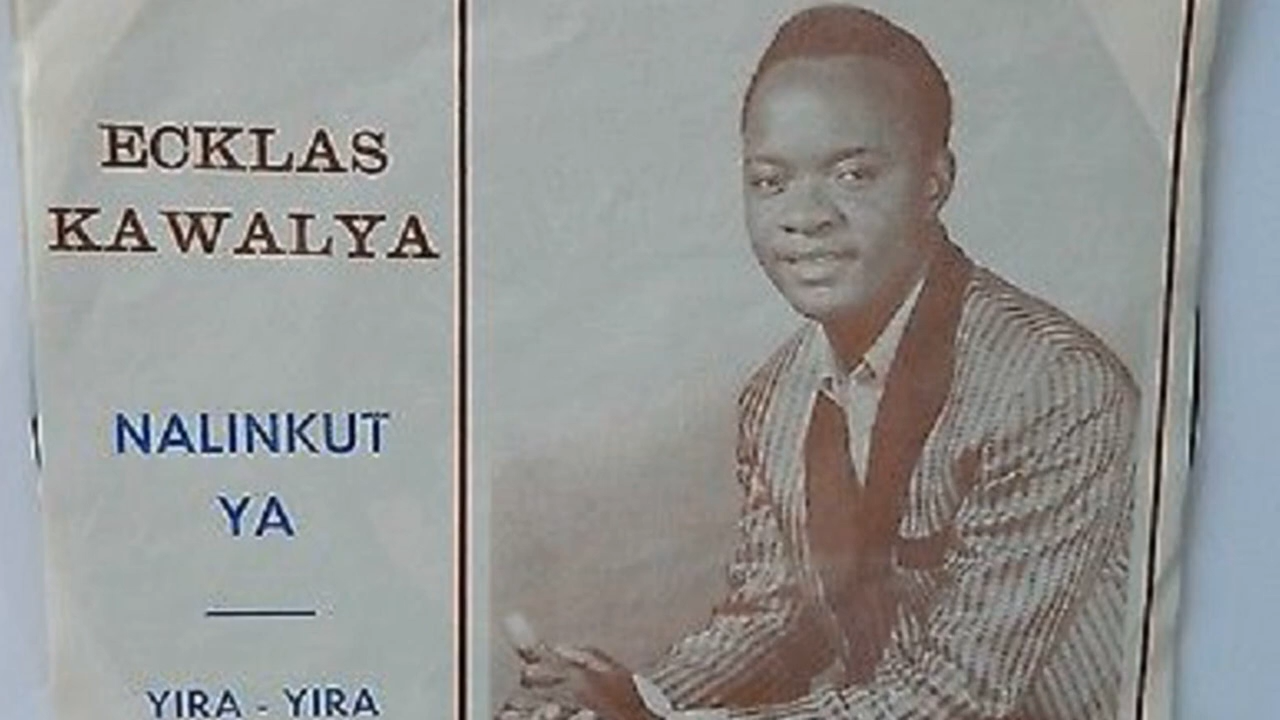 ECKLAS
KAWALYA
NALINKUT
YA
YIRA - YIRA